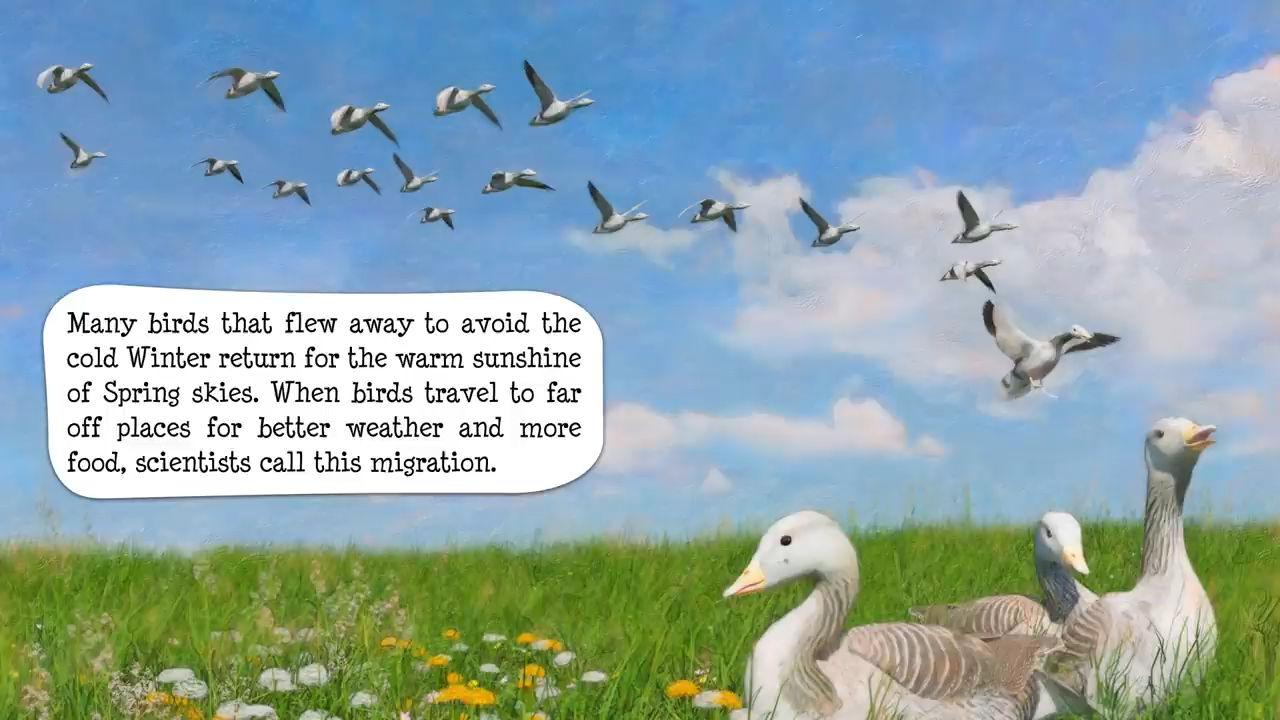 Many birds that flew away to avoid the
cold Winter return for the warm sunshine
of Spring skies. When birds travel to far
off places for better weather and more
food, scientists call this migration.